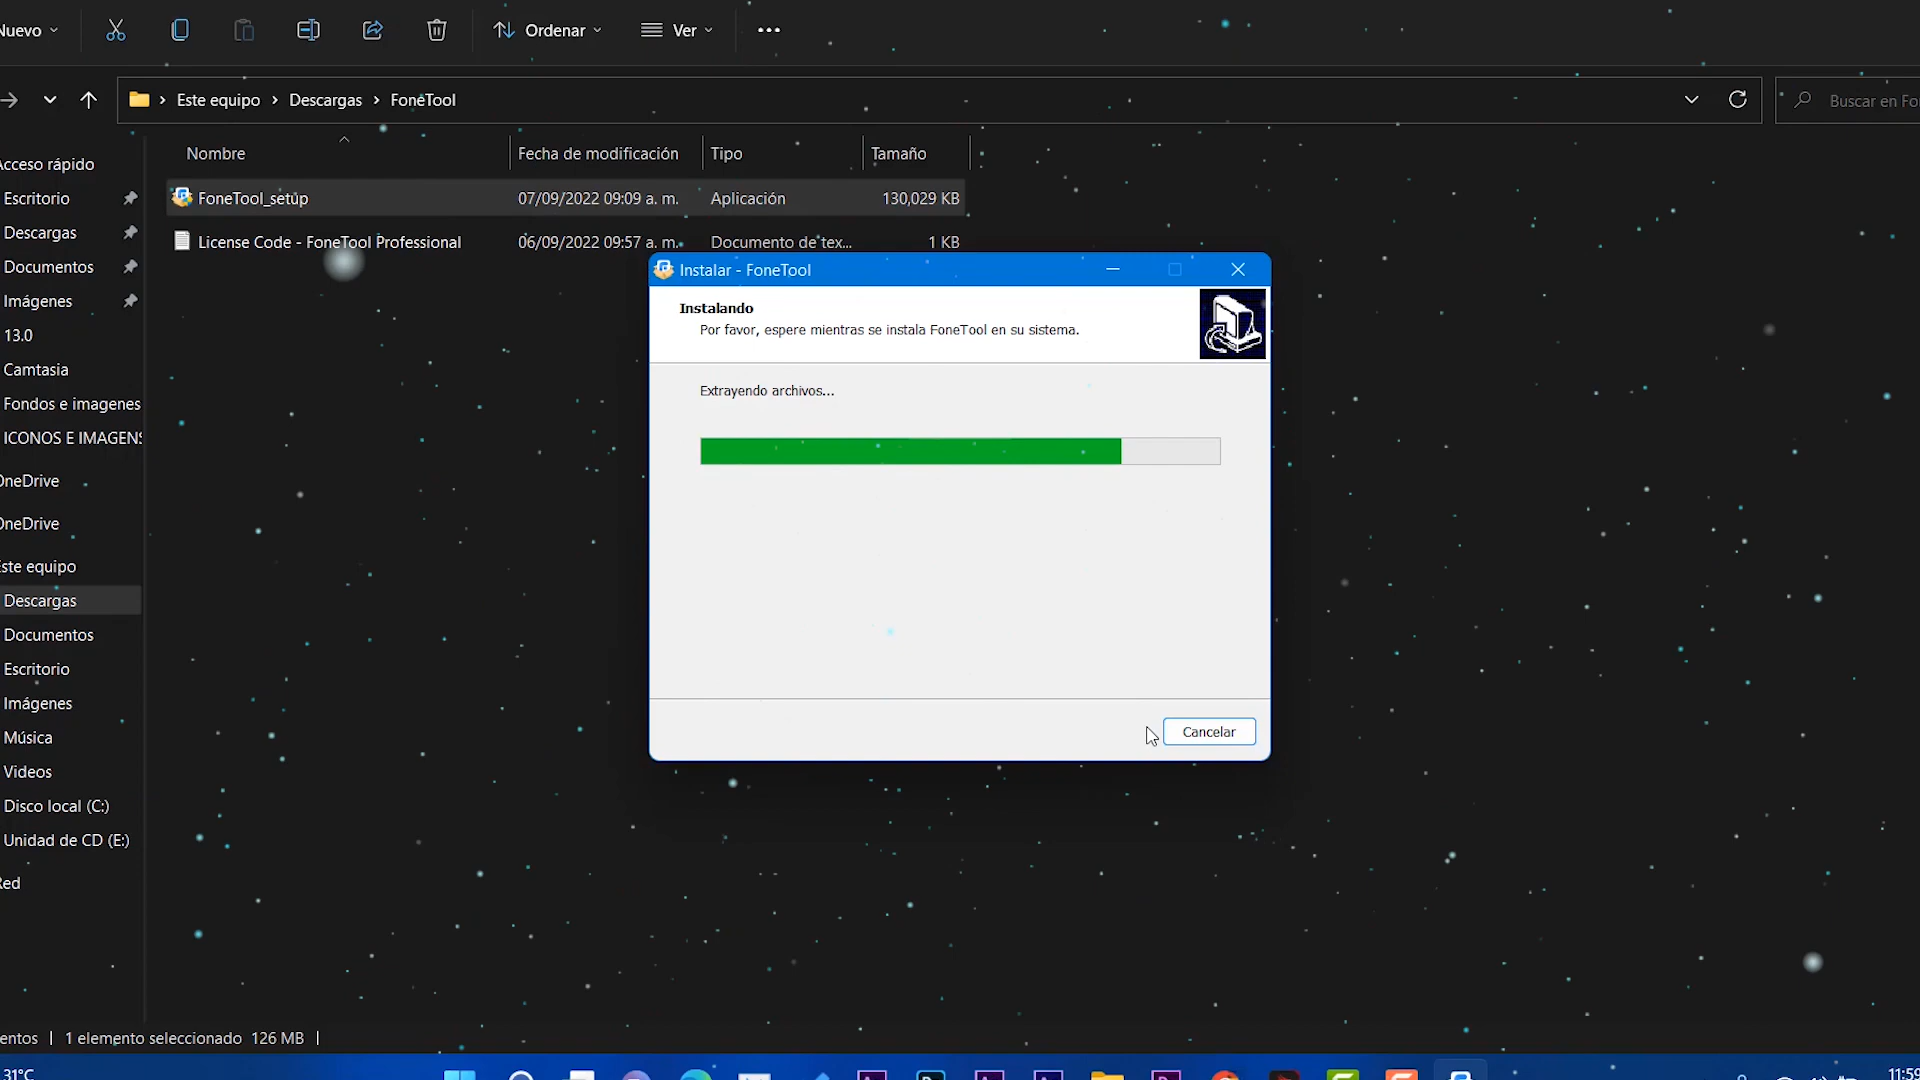 Nuevo
Ordenar
Ver
Este equipo > Descargas > FoneTool
Buscar en Fo
Nombre
Fecha de modificación
Tipo
Tamaño
FoneTool_setup
07/09/2022 09:09 a. m.
Aplicación
130,029 KB
License Code - FoneTool Professional
06/09/2022 09:57 a. m.
Documento de tex...
1 KB
Acceso rápido
Escritorio
Descargas
Documentos
Imágenes
13.0
Camtasia
Fondos e imagenes
ICONOS E IMAGENS
OneDrive
OneDrive
Este equipo
Descargas
Documentos
Escritorio
Imágenes
Música
Videos
Disco local (C:)
Unidad de CD (E:)
Red
Instalar - FoneTool
Instalando
Por favor, espere mientras se instala FoneTool en su sistema.
Extrayendo archivos...
Cancelar
entos
1 elemento seleccionado 126 MB
31°C
11:59